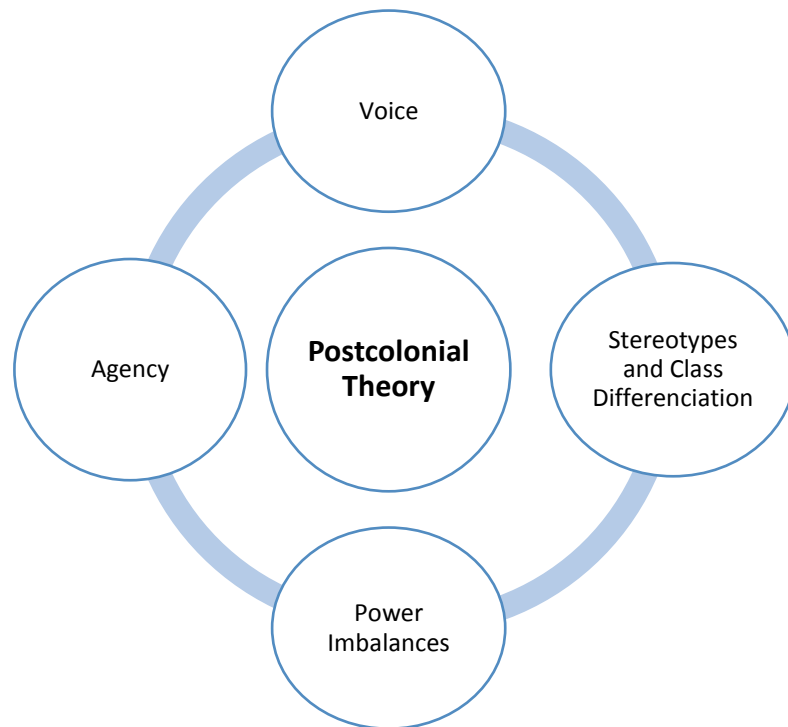 Voice
Postcolonial
Theory
Agency
Stereotypes
and Class
Differenciation
Power
Imbalances